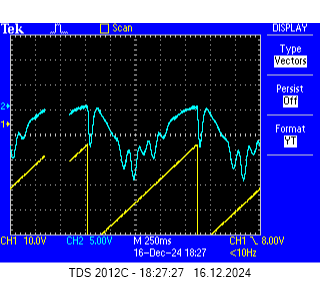 Tek Scan DISPLAY
Type
Vectors
Persist
Off
Format
YT
2
1
CH1 10.0V CH2 5.00V M 250ms CH1 \ 8.00V
16-Dec-24 18:27 <10Hz
TDS 2012C - 18:27:27 16.12.2024